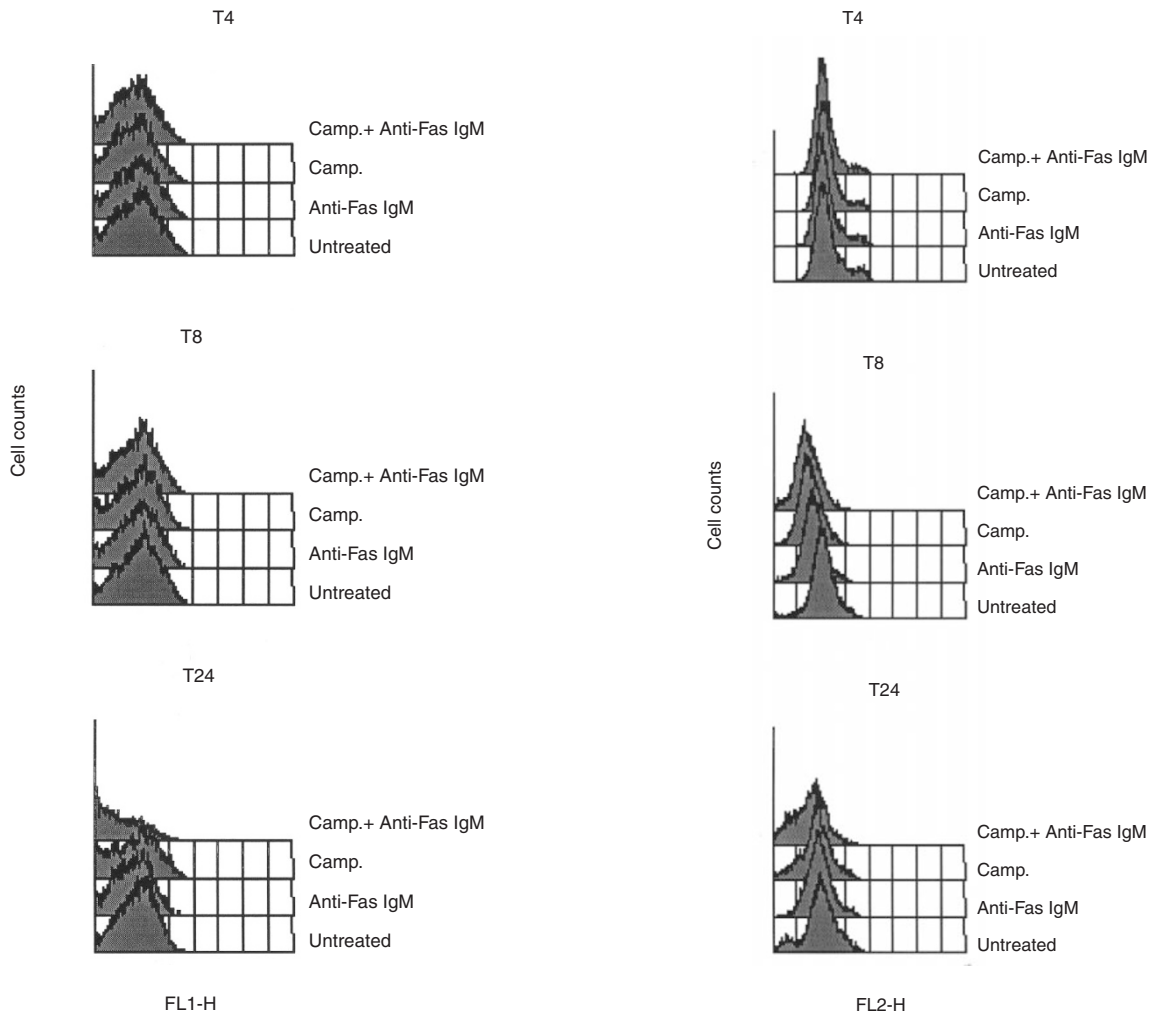 T4
Camp.+ Anti-Fas IgM
Camp.
Anti-Fas IgM
Untreated
T8
Cell counts
Camp.+ Anti-Fas IgM
Camp.
Anti-Fas IgM
Untreated
T24
Camp.+ Anti-Fas IgM
Camp.
Anti-Fas IgM
Untreated
FL1-H
T4
Camp.+ Anti-Fas IgM
Camp.
Anti-Fas IgM
Untreated
T8
Cell counts
Camp.+ Anti-Fas IgM
Camp.
Anti-Fas IgM
Untreated
T24
Camp.+ Anti-Fas IgM
Camp.
Anti-Fas IgM
Untreated
FL2-H